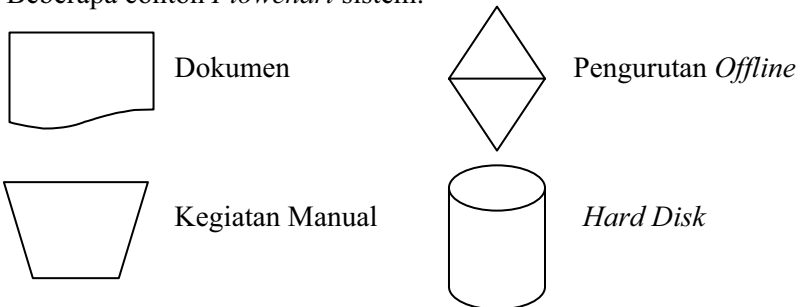 Beberapa contoh Flowchart sistem:
Dokumen
Pengurutan Offline
Kegiatan Manual
Hard Disk